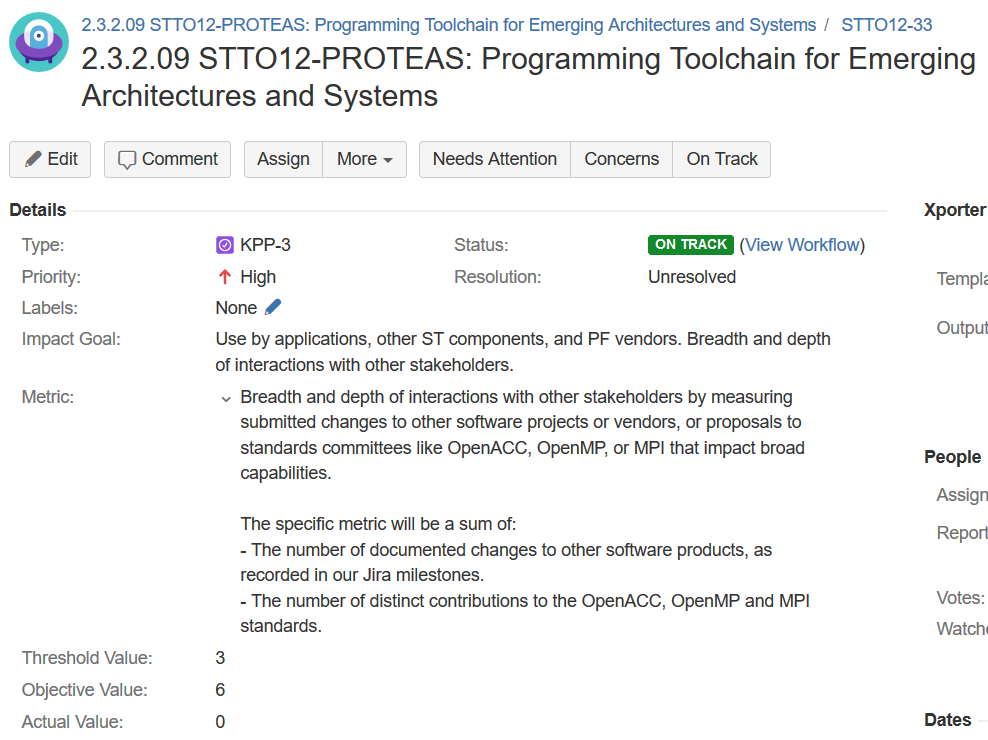 2.3.2.09 STTO12-PROTEAS: Programming Toolchain for Emerging Architectures and Systems / STTO12-33
2.3.2.09 STTO12-PROTEAS: Programming Toolchain for Emerging
Architectures and Systems
Edit Comment Assign More Needs Attention Concerns On Track
Details
Type: KPP-3 Status: ON TRACK (View Workflow)
Priority: High Resolution: Unresolved
Labels: None
Impact Goal: Use by applications, other ST components, and PF vendors. Breadth and depth
of interactions with other stakeholders.
Metric: Breadth and depth of interactions with other stakeholders by measuring
submitted changes to other software projects or vendors, or proposals to
standards committees like OpenACC, OpenMP, or MPI that impact broad
capabilities.
The specific metric will be a sum of:
- The number of documented changes to other software products, as
recorded in our Jira milestones.
- The number of distinct contributions to the OpenACC, OpenMP and MPI
standards.
Threshold Value: 3
Objective Value: 6
Actual Value: 0
Xporter
Templa
Output
People
Assign
Report
Votes:
Watche
Dates